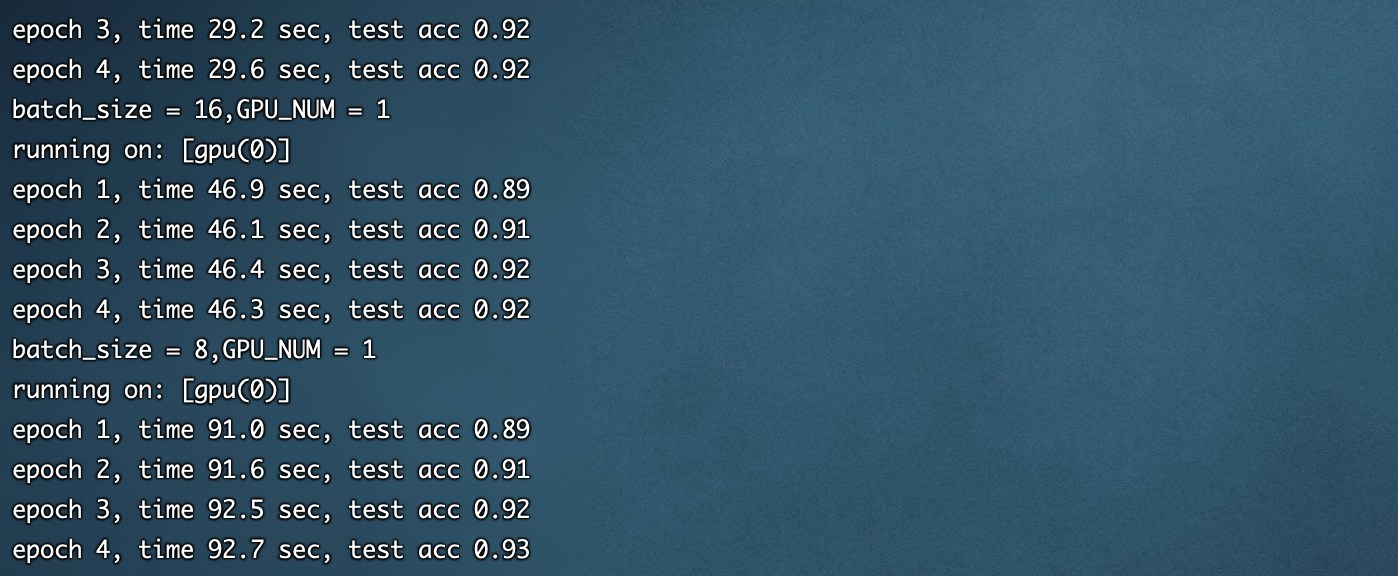 epoch 3, time 29.2 sec, test acc 0.92
epoch 4, time 29.6 sec, test acc 0.92
batch_size = 16,GPU_NUM = 1
running on: [gpu(0)]
epoch 1, time 46.9 sec, test acc 0.89
epoch 2, time 46.1 sec, test acc 0.91
epoch 3, time 46.4 sec, test acc 0.92
epoch 4, time 46.3 sec, test acc 0.92
batch_size = 8,GPU_NUM = 1
running on: [gpu(0)]
epoch 1, time 91.0 sec, test acc 0.89
epoch 2, time 91.6 sec, test acc 0.91
epoch 3, time 92.5 sec, test acc 0.92
epoch 4, time 92.7 sec, test acc 0.93